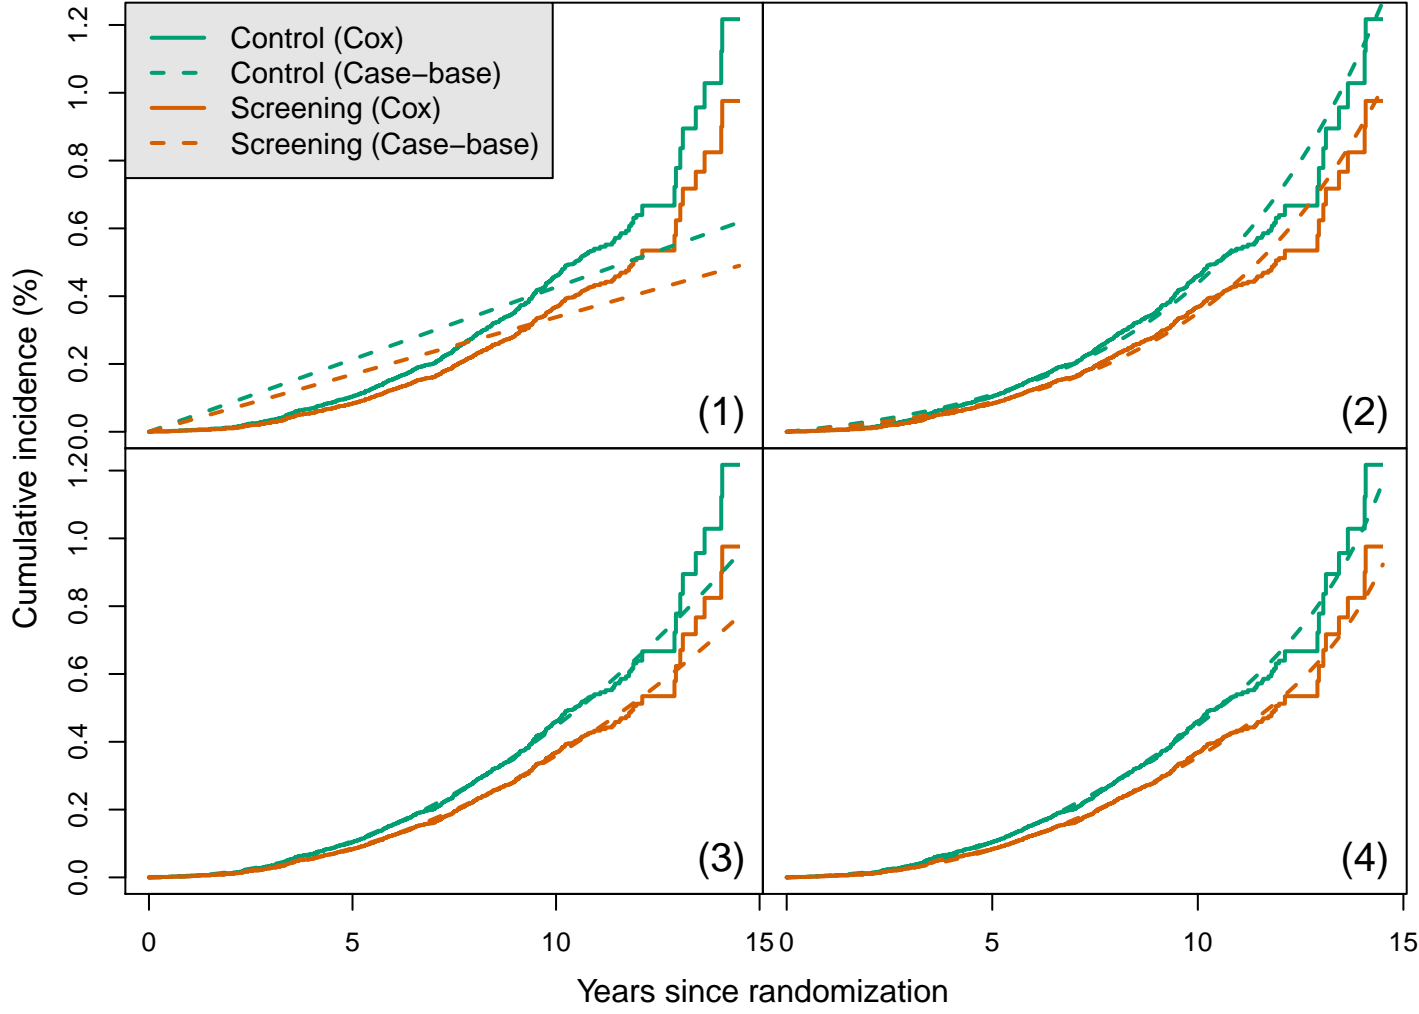 Control (Cox)
Control (Case−base)
Screening (Cox)
Screening (Case−base)
(1)
(2)
(3)
(4)
Cumulative incidence (%)
1.2
1.0
0.8
0.6
0.4
0.2
0.0
1.2
1.0
0.8
0.6
0.4
0.2
0.0
0 5 10 15 0 5 10 15
Years since randomization